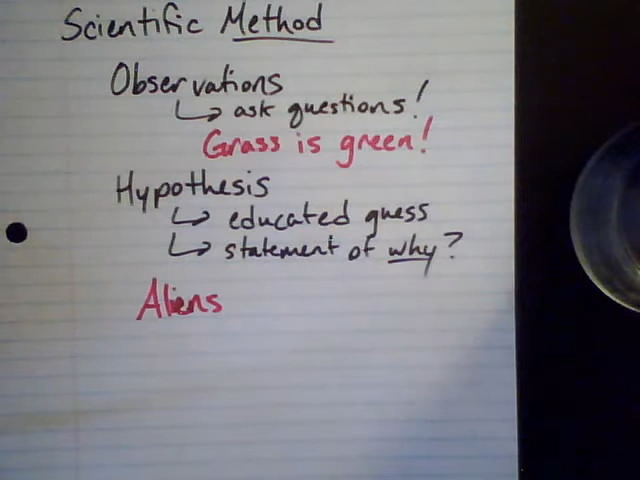 Scientific Method
Observations
↳ ask questions!
Grass is green!
Hypothesis
↳ educated guess
↳ statement of why?
Aliens